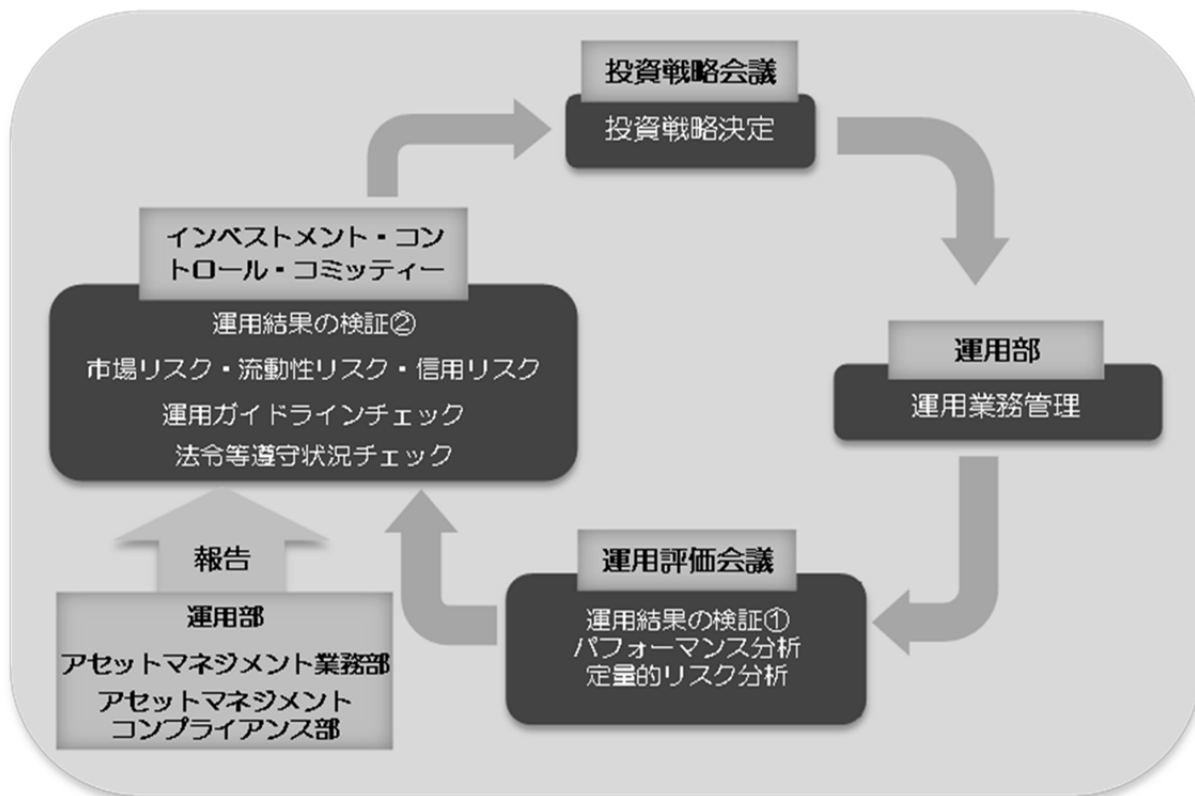 投資戦略会議
投資戦略決定
インベストメント・コン
トロール・コミッティー
運用結果の検証②
市場リスク・流動性リスク・信用リスク
運用ガイドラインチェック
法令等遵守状況チェック
運用部
運用業務管理
運用評価会議
運用結果の検証①
パフォーマンス分析
定量的リスク分析
報告
運用部
アセットマネジメント業務部
アセットマネジメント
コンプライアンス部